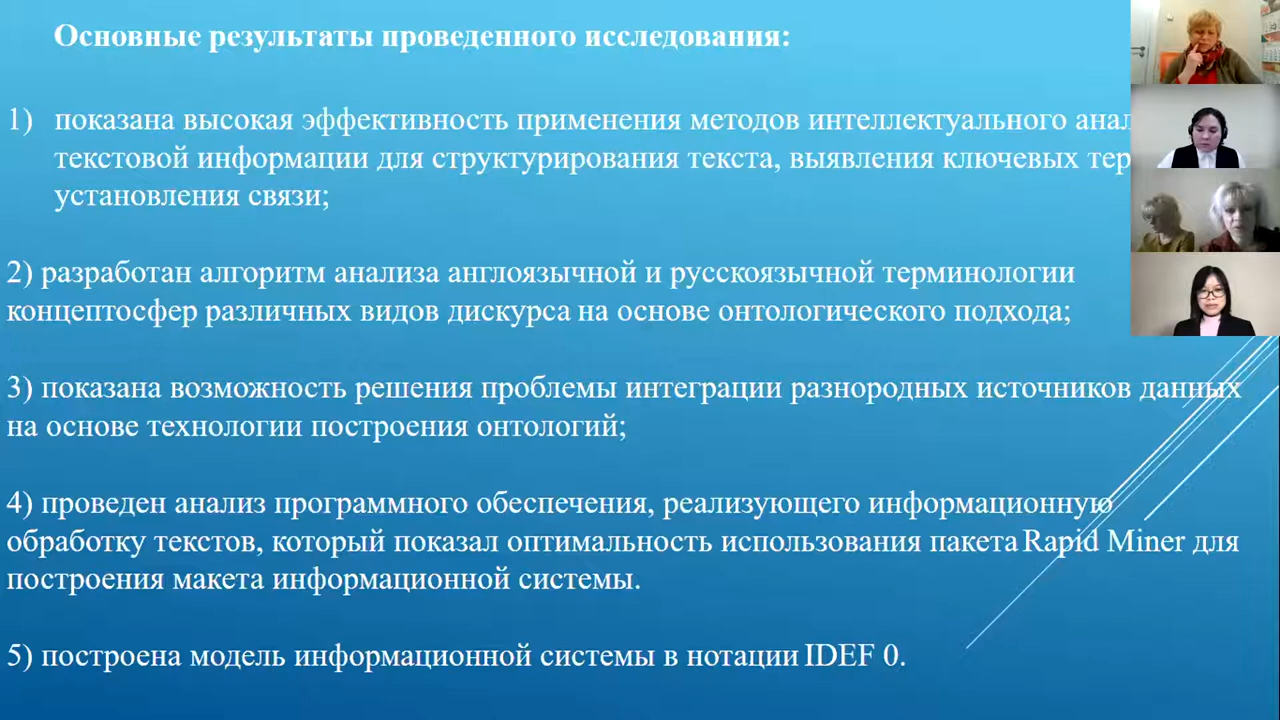 Основные результаты проведенного исследования:
1) показана высокая эффективность применения методов интеллектуального
текстовой информации для структурирования текста, выявления ключевых
установления связи;
2) разработан алгоритм анализа англоязычной и русскоязычной терминологии
концептосфер различных видов дискурса на основе онтологического подхода;
3) показана возможность решения проблемы интеграции разнородных источников данных
на основе технологии построения онтологий;
4) проведен анализ программного обеспечения, реализующего информационную
обработку текстов, который показал оптимальность использования пакета Rapid Miner для
построения макета информационной системы.
5) построена модель информационной системы в нотации IDEF 0.